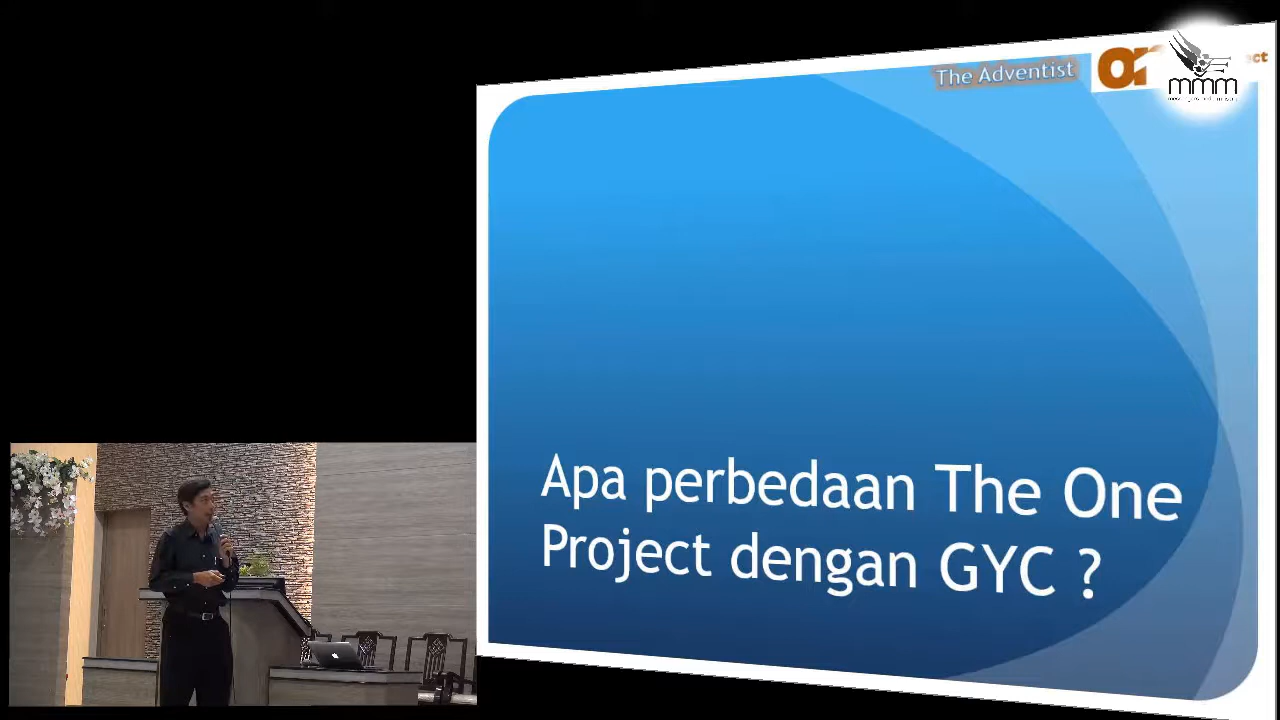 The Adventist
mmm
Apa perbedaan The One
Project dengan GYC ?